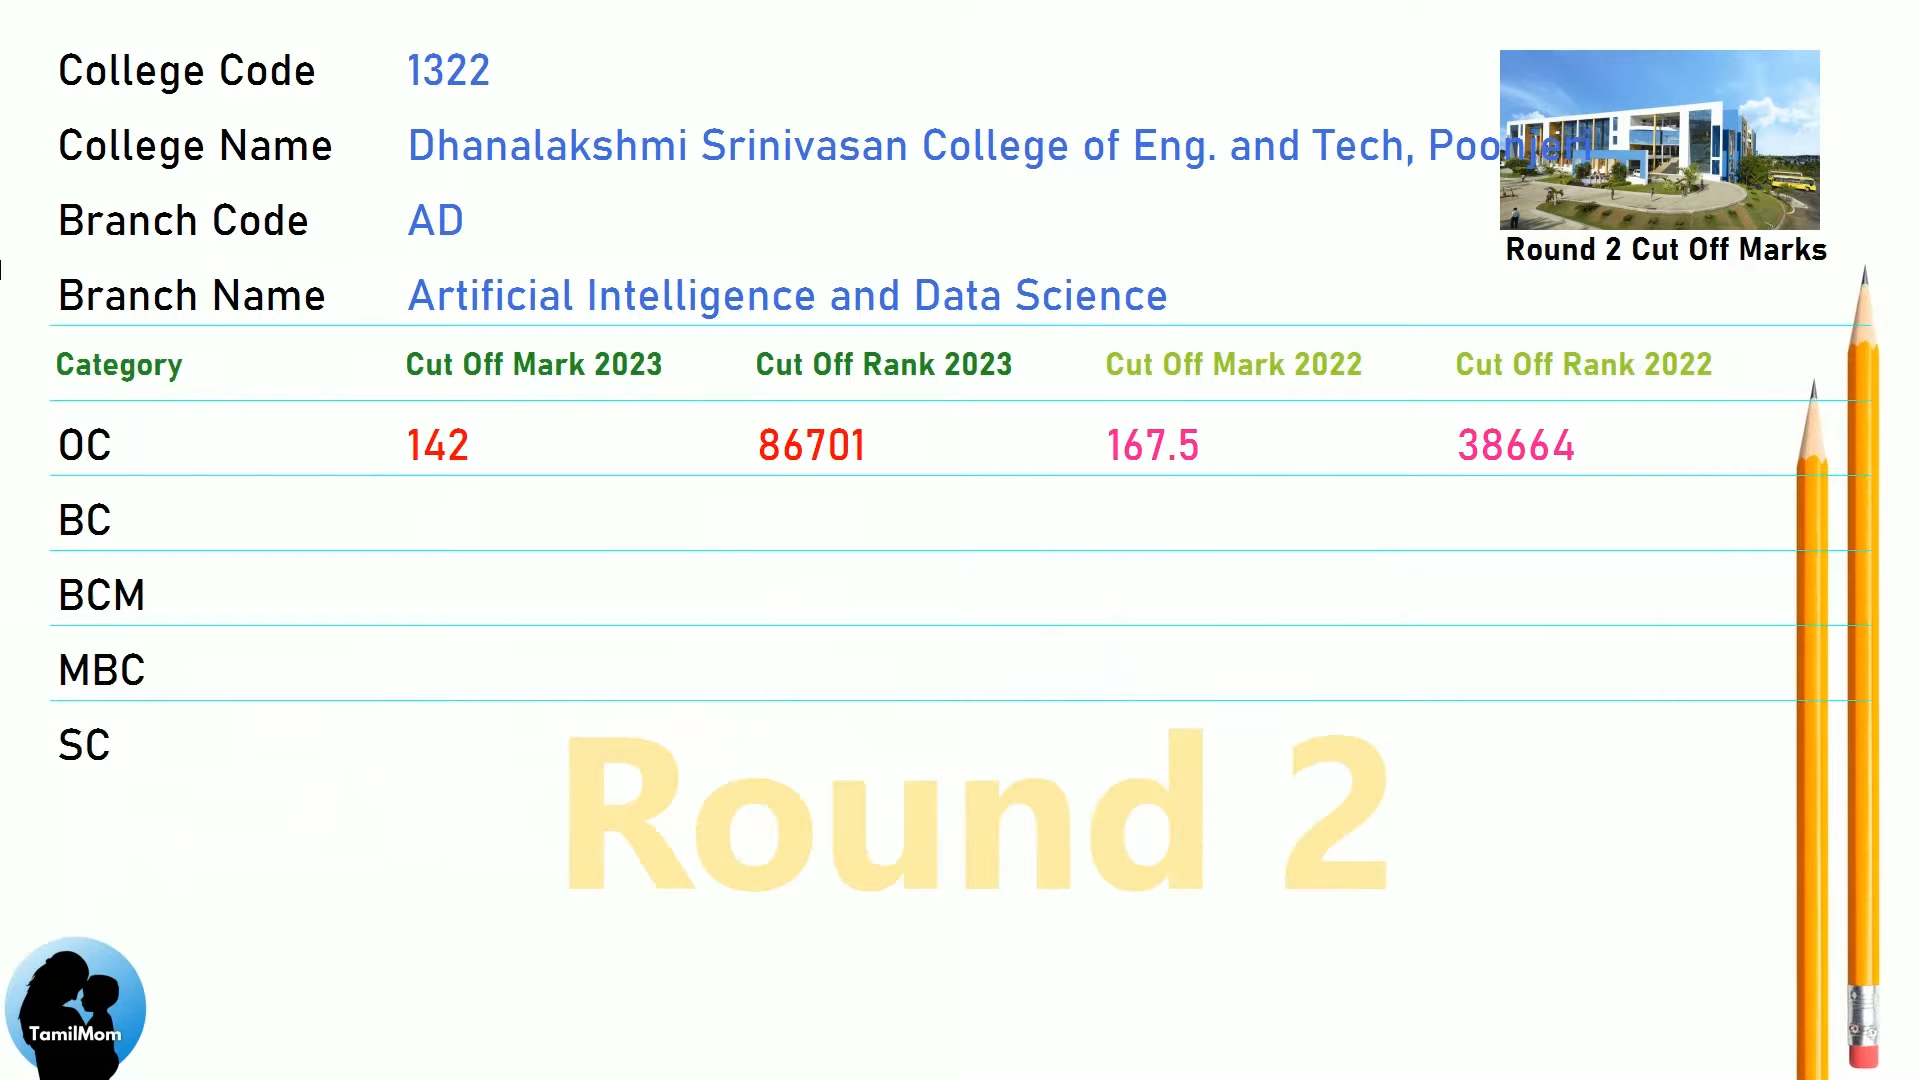 College Code 1322
College Name Dhanalakshmi Srinivasan College of Eng. and Tech, Poonjeri
Branch Code AD
Round 2 Cut Off Marks
Branch Name Artificial Intelligence and Data Science
Category Cut Off Mark 2023 Cut Off Rank 2023 Cut Off Mark 2022 Cut Off Rank 2022
OC 142 86701 167.5 38664
BC
BCM
MBC
SC
Round 2
TamilMom